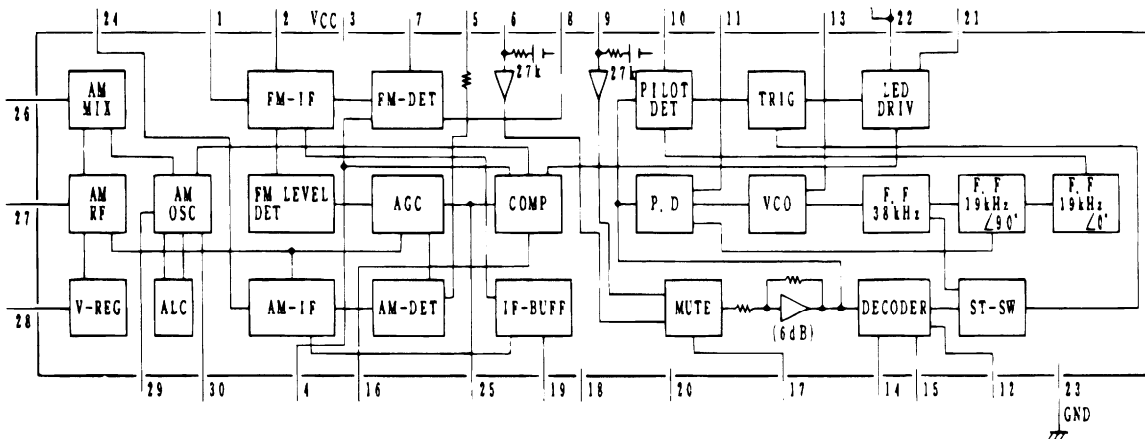 24 1 2 VCC 3 7 5 6 8 9 10 11 13 22 21
27k 27k
AM MIX
FM-IF
FM-DET
PILOT DET
TRIG
LED DRIV
26
AM RF
AM OSC
FM LEVEL DET
AGC
COMP
P.D
VCO
F.F 38kHz
F.F 19kHz ∠90°
F.F 19kHz ∠0°
27
V-REG
ALC
AM-IF
AM-DET
IF-BUFF
MUTE
(6dB)
DECODER
ST-SW
28
29 30 4 16 25 19 18 20 17 14 15 12 23
GND